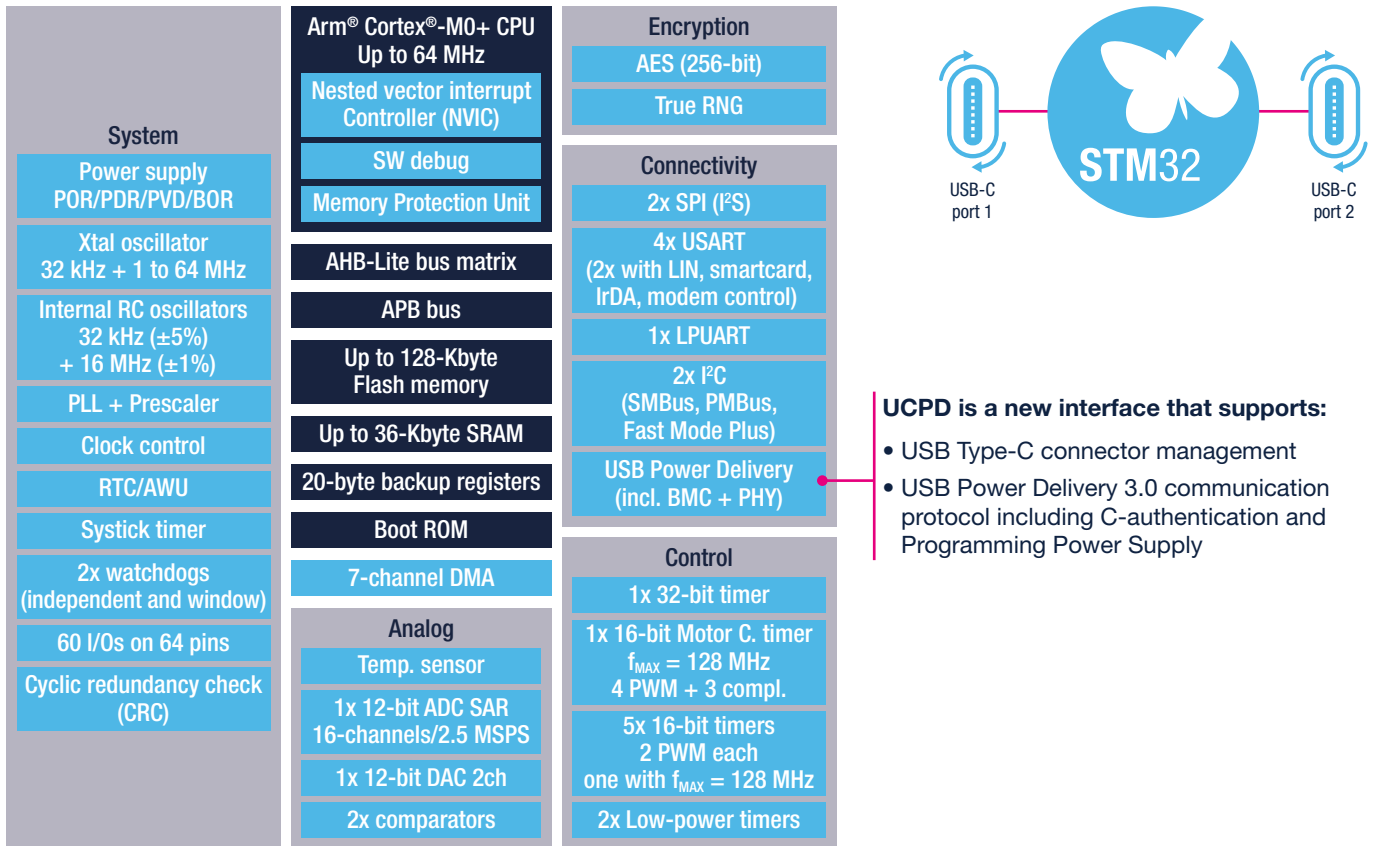 System
Power supply
POR/PDR/PVD/BOR
Xtal oscillator
32 kHz + 1 to 64 MHz
Internal RC oscillators
32 kHz (±5%)
+ 16 MHz (±1%)
PLL + Prescaler
Clock control
RTC/AWU
Systick timer
2x watchdogs
(independent and window)
60 I/Os on 64 pins
Cyclic redundancy check
(CRC)
Arm® Cortex®-M0+ CPU
Up to 64 MHz
Nested vector interrupt
Controller (NVIC)
SW debug
Memory Protection Unit
AHB-Lite bus matrix
APB bus
Up to 128-Kbyte
Flash memory
Up to 36-Kbyte SRAM
20-byte backup registers
Boot ROM
7-channel DMA
Analog
Temp. sensor
1x 12-bit ADC SAR
16-channels/2.5 MSPS
1x 12-bit DAC 2ch
2x comparators
Encryption
AES (256-bit)
True RNG
Connectivity
2x SPI (I²S)
4x USART
(2x with LIN, smartcard,
IrDA, modem control)
1x LPUART
2x I²C
(SMBus, PMBus,
Fast Mode Plus)
USB Power Delivery
(incl. BMC + PHY)
Control
1x 32-bit timer
1x 16-bit Motor C. timer
fMAX = 128 MHz
4 PWM + 3 compl.
5x 16-bit timers
2 PWM each
one with fMAX = 128 MHz
2x Low-power timers
STM32
USB-C
port 1
USB-C
port 2
UCPD is a new interface that supports:
• USB Type-C connector management
• USB Power Delivery 3.0 communication
protocol including C-authentication and
Programming Power Supply